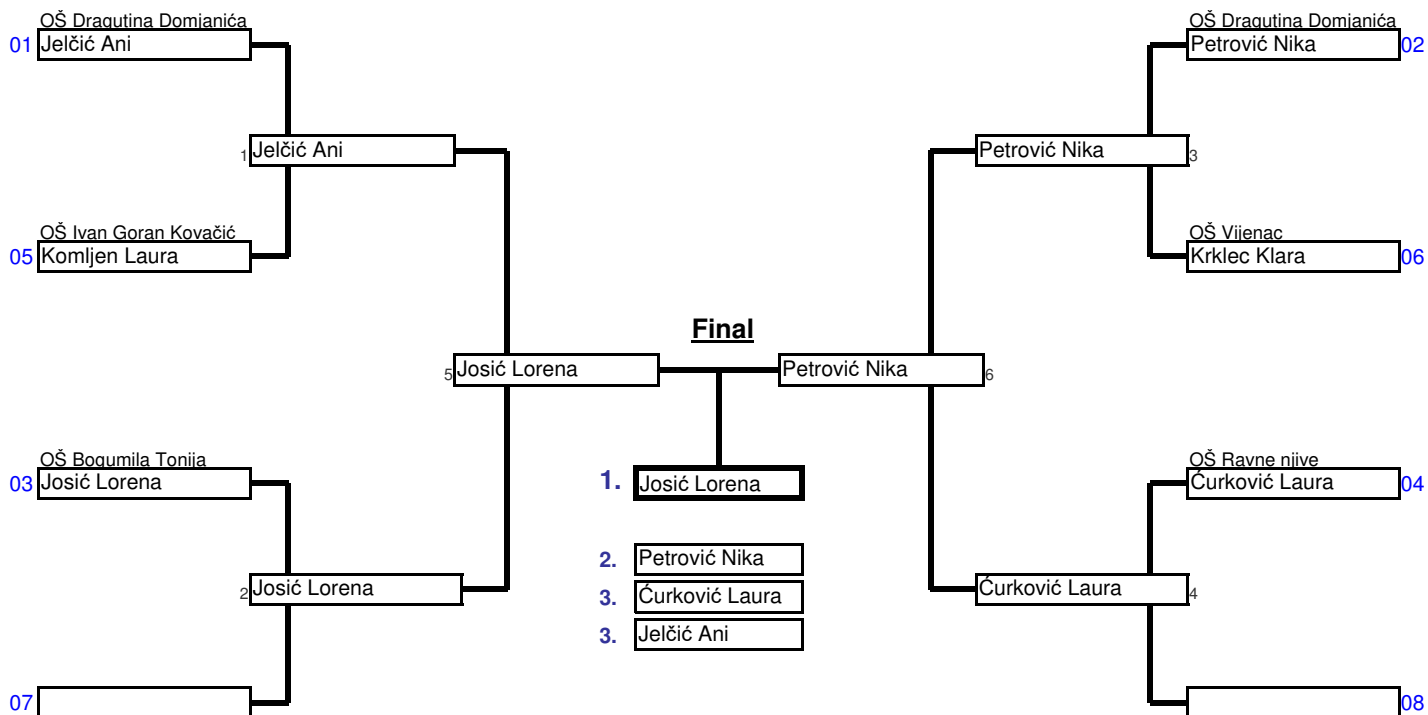 OŠ Dragutina Domjanića
01 Jelčić Ani
OŠ Dragutina Domjanića
Petrović Nika 02
1 Jelčić Ani
Petrović Nika 3
OŠ Ivan Goran Kovačić
05 Komljen Laura
OŠ Vijenac
Krklec Klara 06
Final
5 Josić Lorena
Petrović Nika 6
OŠ Bogumila Tonija
03 Josić Lorena
1. Josić Lorena
OŠ Ravne njive
Ćurković Laura 04
2. Petrović Nika
2 Josić Lorena
3. Ćurković Laura
Ćurković Laura 4
3. Jelčić Ani
07
08